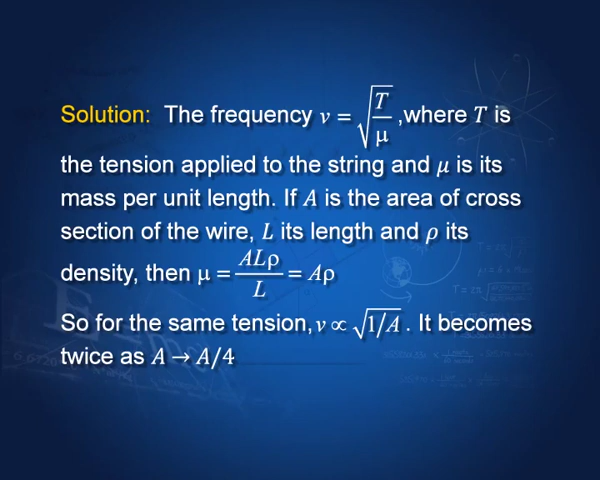 Solution: The frequency v = √(T/μ) ,where T is
the tension applied to the string and μ is its
mass per unit length. If A is the area of cross
section of the wire, L its length and ρ its
density, then μ = ALρ/L = Aρ
So for the same tension, v ∝ √1/A . It becomes
twice as A → A/4